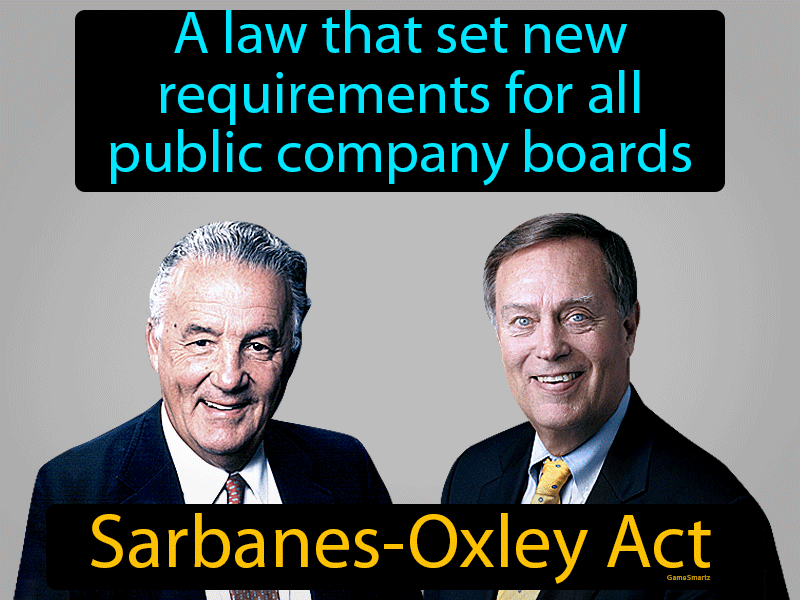 A law that set new
requirements for all
public company boards
Sarbanes-Oxley Act
GameSmartz